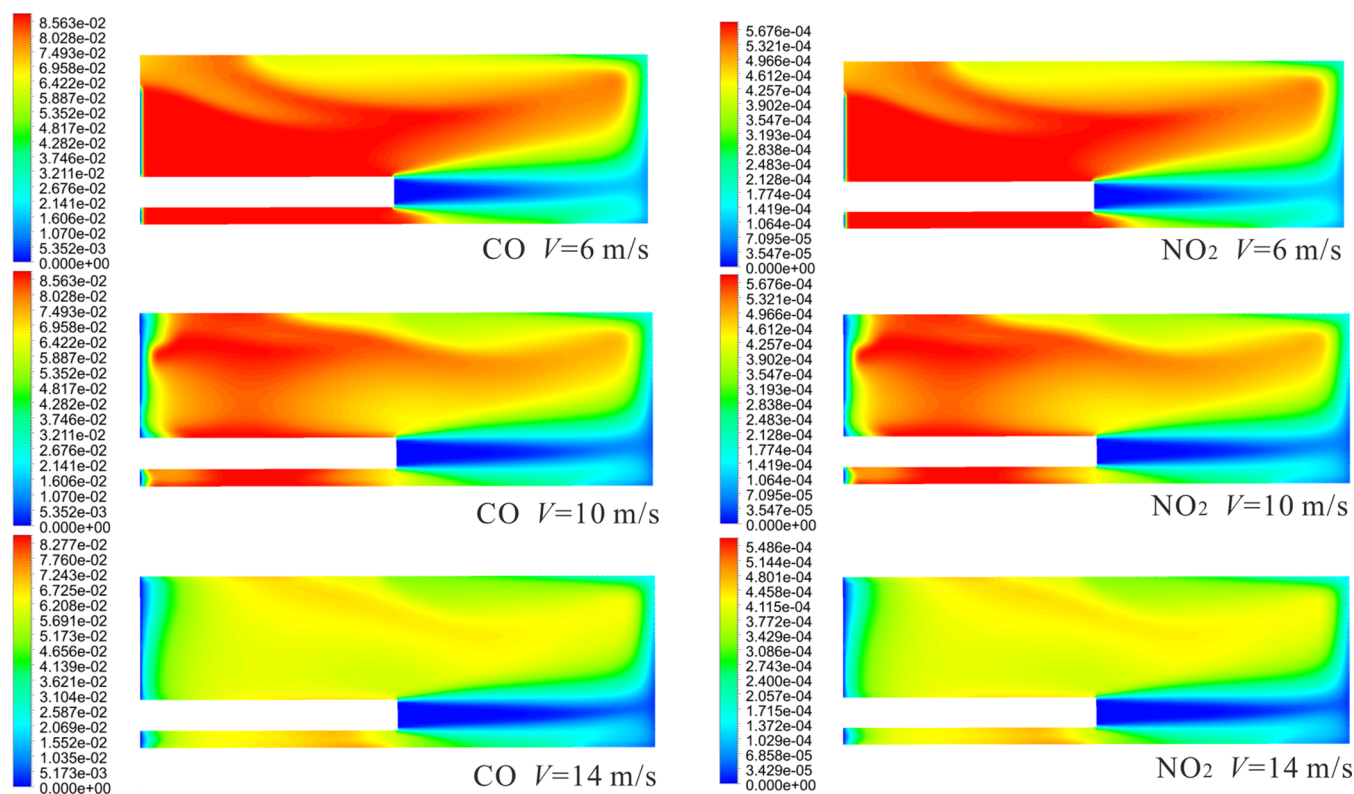 8.563e-02
8.028e-02
7.493e-02
6.958e-02
6.422e-02
5.887e-02
5.352e-02
4.817e-02
4.282e-02
3.746e-02
3.211e-02
2.676e-02
2.141e-02
1.606e-02
1.070e-02
5.352e-03
0.000e+00
CO V=6 m/s
5.676e-04
5.321e-04
4.966e-04
4.612e-04
4.257e-04
3.902e-04
3.547e-04
3.193e-04
2.838e-04
2.483e-04
2.128e-04
1.774e-04
1.419e-04
1.064e-04
7.095e-05
3.547e-05
0.000e+00
NO2 V=6 m/s
8.563e-02
8.028e-02
7.493e-02
6.958e-02
6.422e-02
5.887e-02
5.352e-02
4.817e-02
4.282e-02
3.746e-02
3.211e-02
2.676e-02
2.141e-02
1.606e-02
1.070e-02
5.352e-03
0.000e+00
CO V=10 m/s
5.676e-04
5.321e-04
4.966e-04
4.612e-04
4.257e-04
3.902e-04
3.547e-04
3.193e-04
2.838e-04
2.483e-04
2.128e-04
1.774e-04
1.419e-04
1.064e-04
7.095e-05
3.547e-05
0.000e+00
NO2 V=10 m/s
8.277e-02
7.760e-02
7.243e-02
6.725e-02
6.208e-02
5.691e-02
5.173e-02
4.656e-02
4.139e-02
3.621e-02
3.104e-02
2.587e-02
2.069e-02
1.552e-02
1.035e-02
5.173e-03
0.000e+00
CO V=14 m/s
5.486e-04
5.144e-04
4.801e-04
4.458e-04
4.115e-04
3.772e-04
3.429e-04
3.086e-04
2.743e-04
2.400e-04
2.057e-04
1.715e-04
1.372e-04
1.029e-04
6.858e-05
3.429e-05
0.000e+00
NO2 V=14 m/s